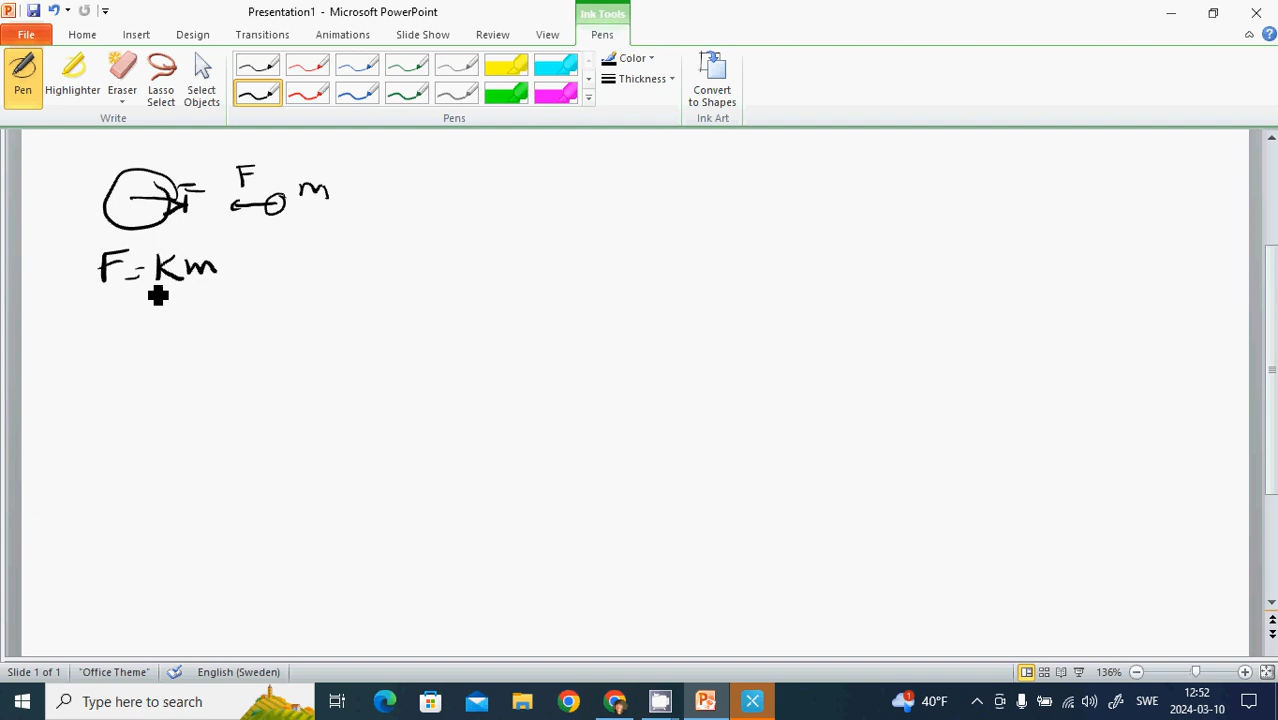 Presentation1 - Microsoft PowerPoint
Ink Tools
File Home Insert Design Transitions Animations Slide Show Review View Pens
Pen Highlighter Eraser Lasso Select Select Objects
Color
Thickness
Convert to Shapes
Write Pens Ink Art
F F m
F = Km
Slide 1 of 1 "Office Theme" English (Sweden) 136%
Type here to search 1 40°F SWE 12:52
2024-03-10